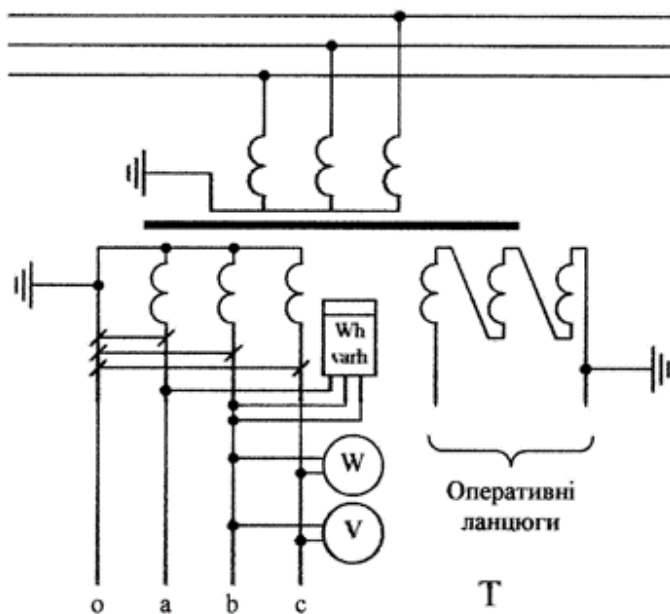 Wh
varh
W
V
Оперативні
ланцюги
о
a
b
c
Т